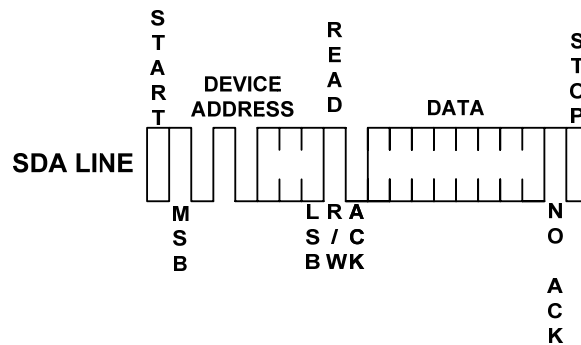 START
DEVICE
ADDRESS
READ
DATA
STOP
SDA LINE
MSB
LSB
R/W
ACK
NO ACK